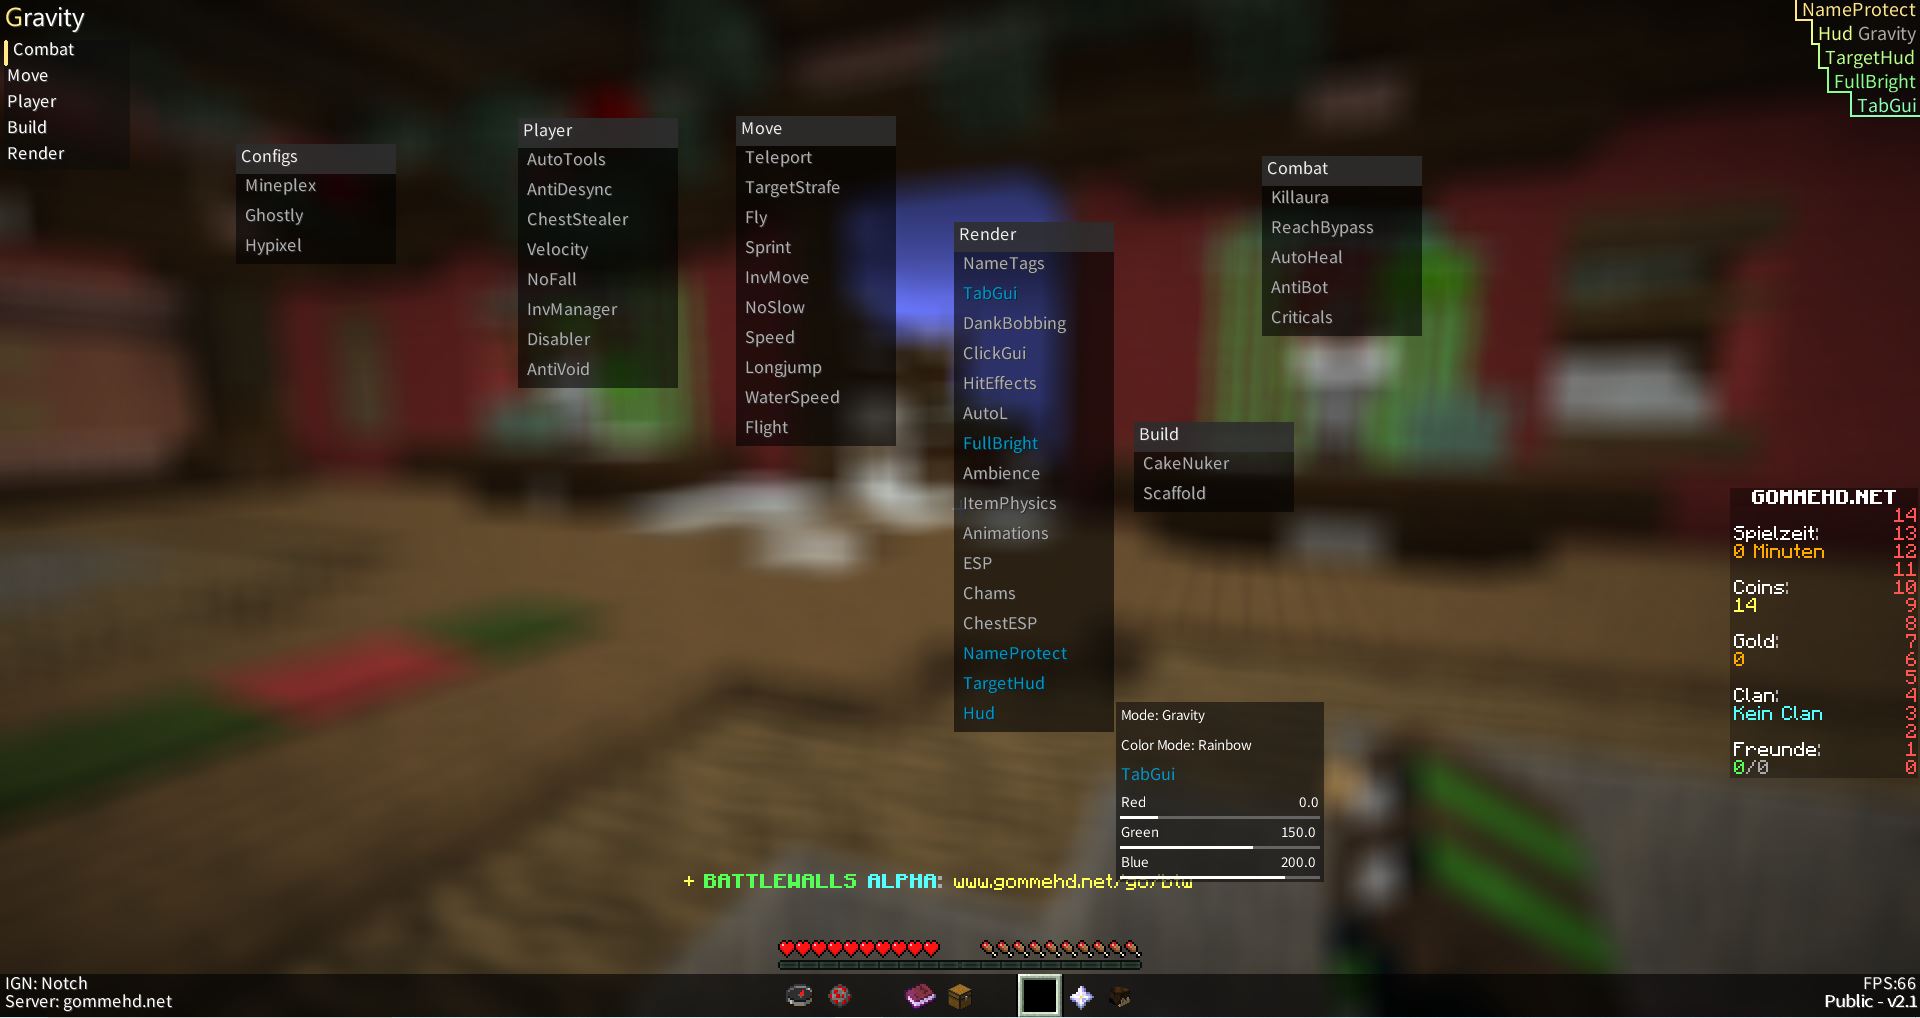 Gravity
Combat
Move
Player
Build
Render
NameProtect
Hud Gravity
TargetHud
FullBright
TabGui
Configs
Mineplex
Ghostly
Hypixel
Player
AutoTools
AntiDesync
ChestStealer
Velocity
NoFall
InvManager
Disabler
AntiVoid
Move
Teleport
TargetStrafe
Fly
Sprint
InvMove
NoSlow
Speed
Longjump
WaterSpeed
Flight
Render
NameTags
TabGui
DankBobbing
ClickGui
HitEffects
AutoL
FullBright
Ambience
ItemPhysics
Animations
ESP
Chams
ChestESP
NameProtect
TargetHud
Hud
Combat
Killaura
ReachBypass
AutoHeal
AntiBot
Criticals
Build
CakeNuker
Scaffold
Mode: Gravity
Color Mode: Rainbow
TabGui
Red 0.0
Green 150.0
Blue 200.0
GOMMEHD.NET
14
Spielzeit: 13
0 Minuten 12
11
Coins: 10
14 9
8
Gold: 7
0 6
5
Clan: 4
Kein Clan 3
2
Freunde: 1
0/0 0
+ BATTLEWALLS ALPHA: www.gommehd.net/go/btw
IGN: Notch
Server: gommehd.net
FPS:66
Public - v2.1